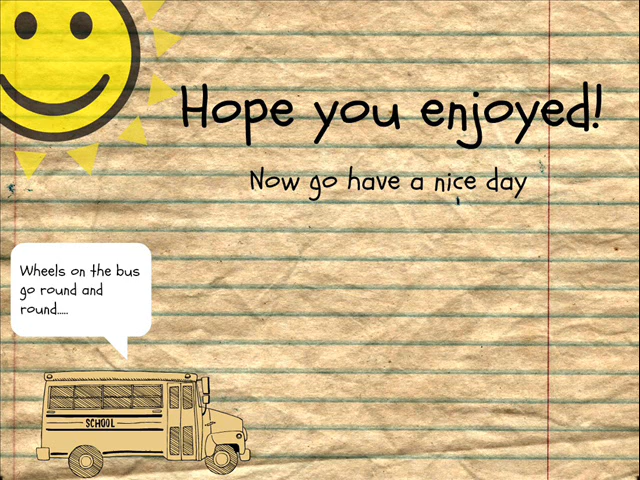 Hope you enjoyed!
Now go have a nice day
Wheels on the bus
go round and
round.....
SCHOOL